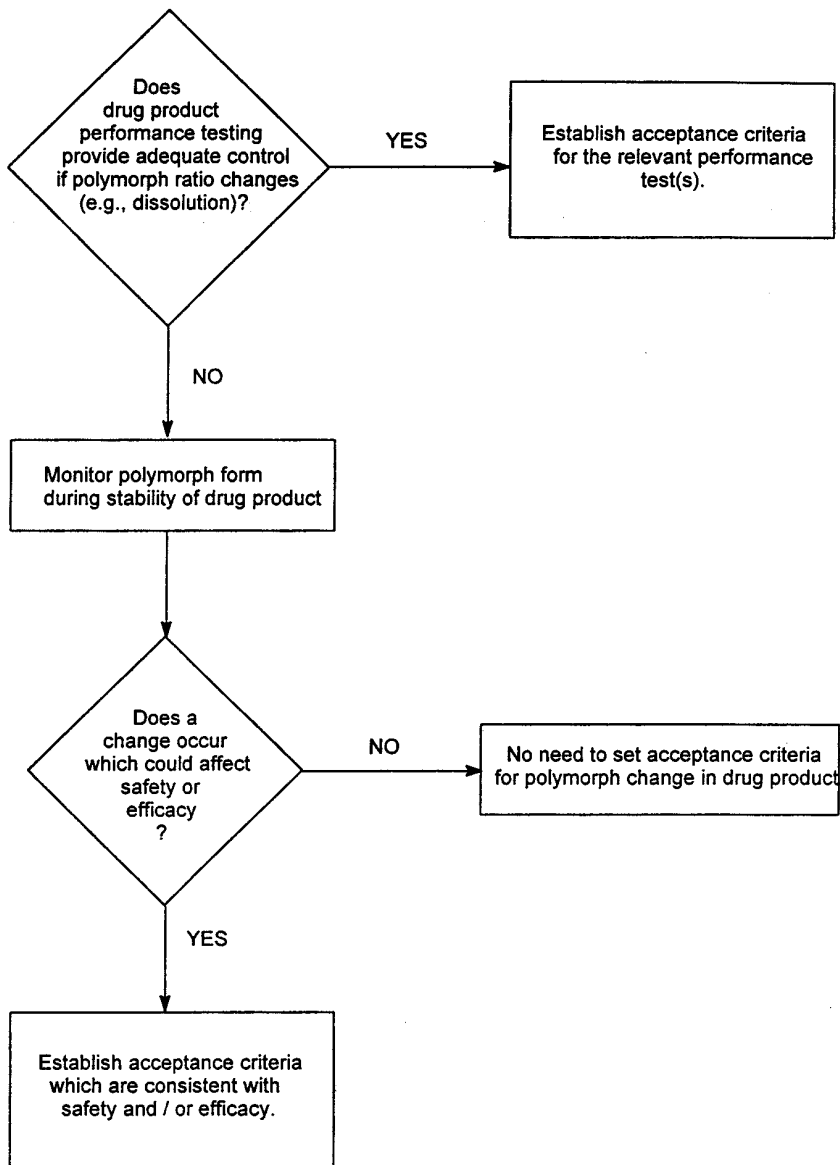 Does
drug product
performance testing
provide adequate control
if polymorph ratio changes
(e.g., dissolution)?
YES
Establish acceptance criteria
for the relevant performance
test(s).
NO
Monitor polymorph form
during stability of drug product
Does a
change occur
which could affect
safety or
efficacy
?
NO
No need to set acceptance criteria
for polymorph change in drug product
YES
Establish acceptance criteria
which are consistent with
safety and / or efficacy.